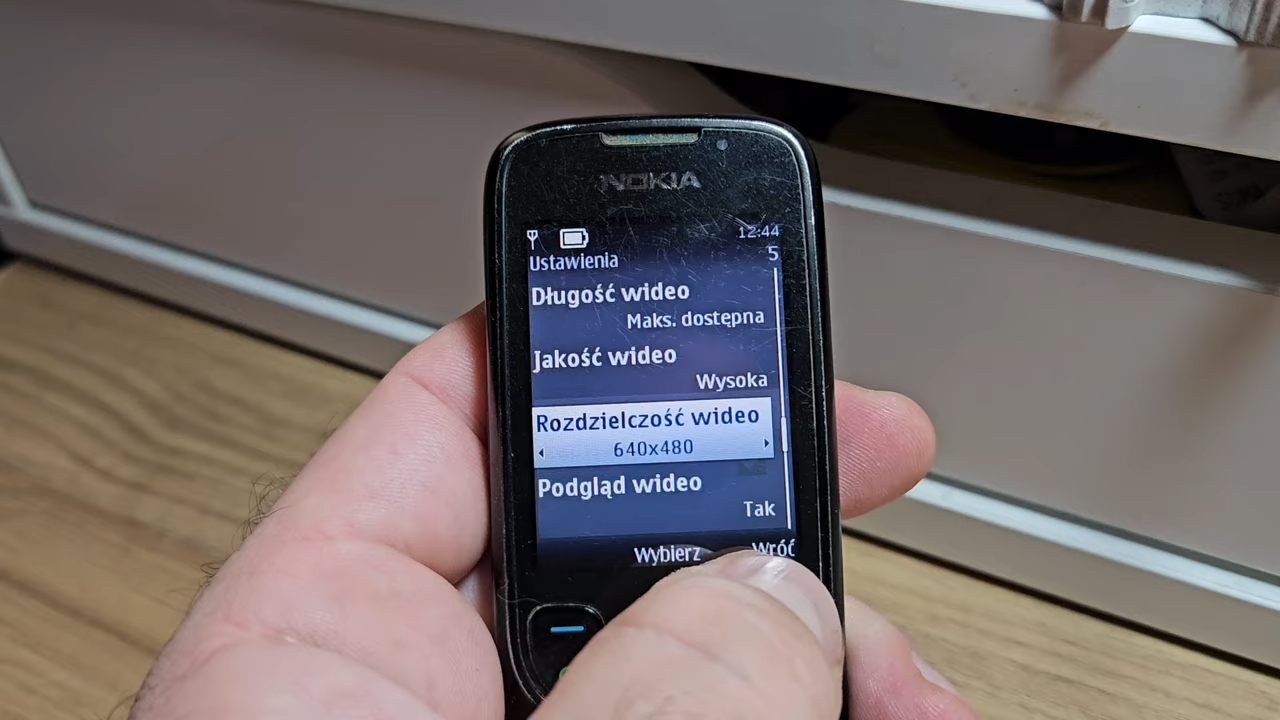 NOKIA
12:44
Ustawienia 5
Długość wideo
Maks. dostępna
Jakość wideo
Wysoka
Rozdzielczość wideo
640x480
Podgląd wideo
Tak
Wybierz Wróć